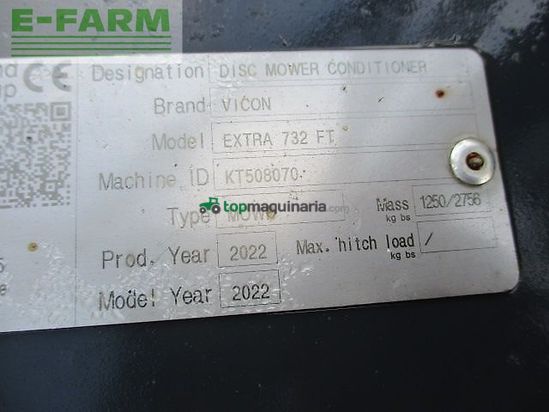 E-FARM
Designation DISC MOWER CONDITIONER
Brand VICON
Model EXTRA 732 FT
Machine ID KT508070
Type
topmaquinaria.com
Mass 1250/2756
kg lbs
Prod. Year 2022
Max. hitch load /
kg lbs
Model Year 2022